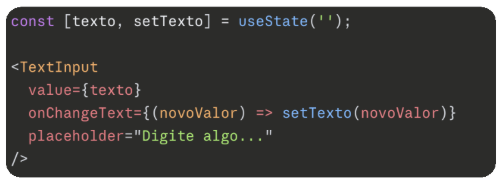 const [texto, setTexto] = useState('');
<TextInput
value={texto}
onChangeText={(novoValor) => setTexto(novoValor)}
placeholder="Digite algo..."
/>